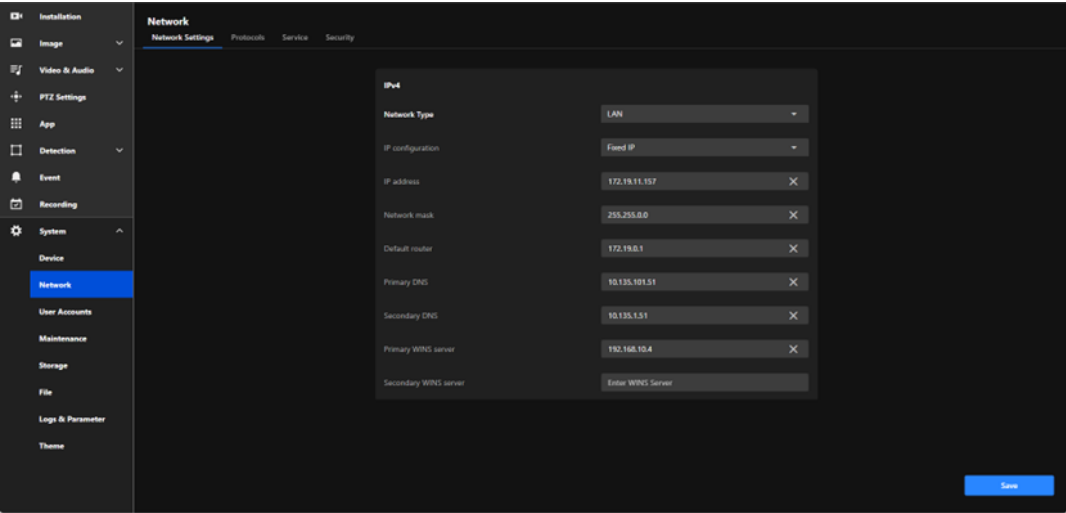 Installation
Image
Video & Audio
PTZ Settings
App
Detection
Event
Recording
System
Device
Network
User Accounts
Maintenance
Storage
File
Logs & Parameter
Theme
Network
Network Settings Protocols Service Security
IPv4
Network Type LAN
IP configuration Fixed IP
IP address 172.19.11.157
Network mask 255.255.0.0
Default router 172.19.0.1
Primary DNS 10.135.101.51
Secondary DNS 10.135.1.51
Primary WINS server 192.168.10.4
Secondary WINS server Enter WINS Server
Save